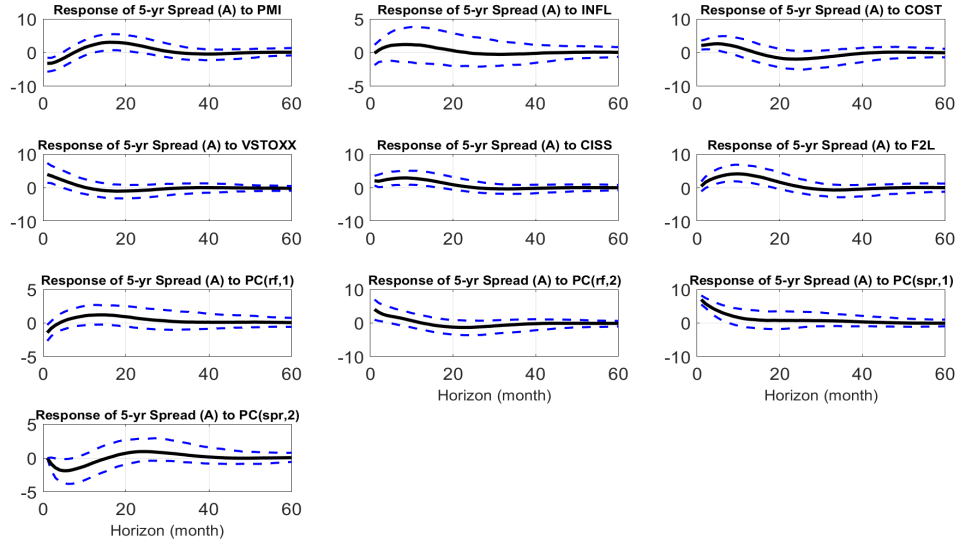 Response of 5-yr Spread (A) to PMI
10
0
-10
0 20 40 60
Response of 5-yr Spread (A) to INFL
5
0
-5
0 20 40 60
Response of 5-yr Spread (A) to COST
10
0
-10
0 20 40 60
Response of 5-yr Spread (A) to VSTOXX
10
0
-10
0 20 40 60
Response of 5-yr Spread (A) to CISS
10
0
-10
0 20 40 60
Response of 5-yr Spread (A) to F2L
10
0
-10
0 20 40 60
Response of 5-yr Spread (A) to PC(rf,1)
5
0
-5
0 20 40 60
Response of 5-yr Spread (A) to PC(rf,2)
10
0
-10
0 20 40 60
Horizon (month)
Response of 5-yr Spread (A) to PC(spr,1)
10
0
-10
0 20 40 60
Horizon (month)
Response of 5-yr Spread (A) to PC(spr,2)
5
0
-5
0 20 40 60
Horizon (month)